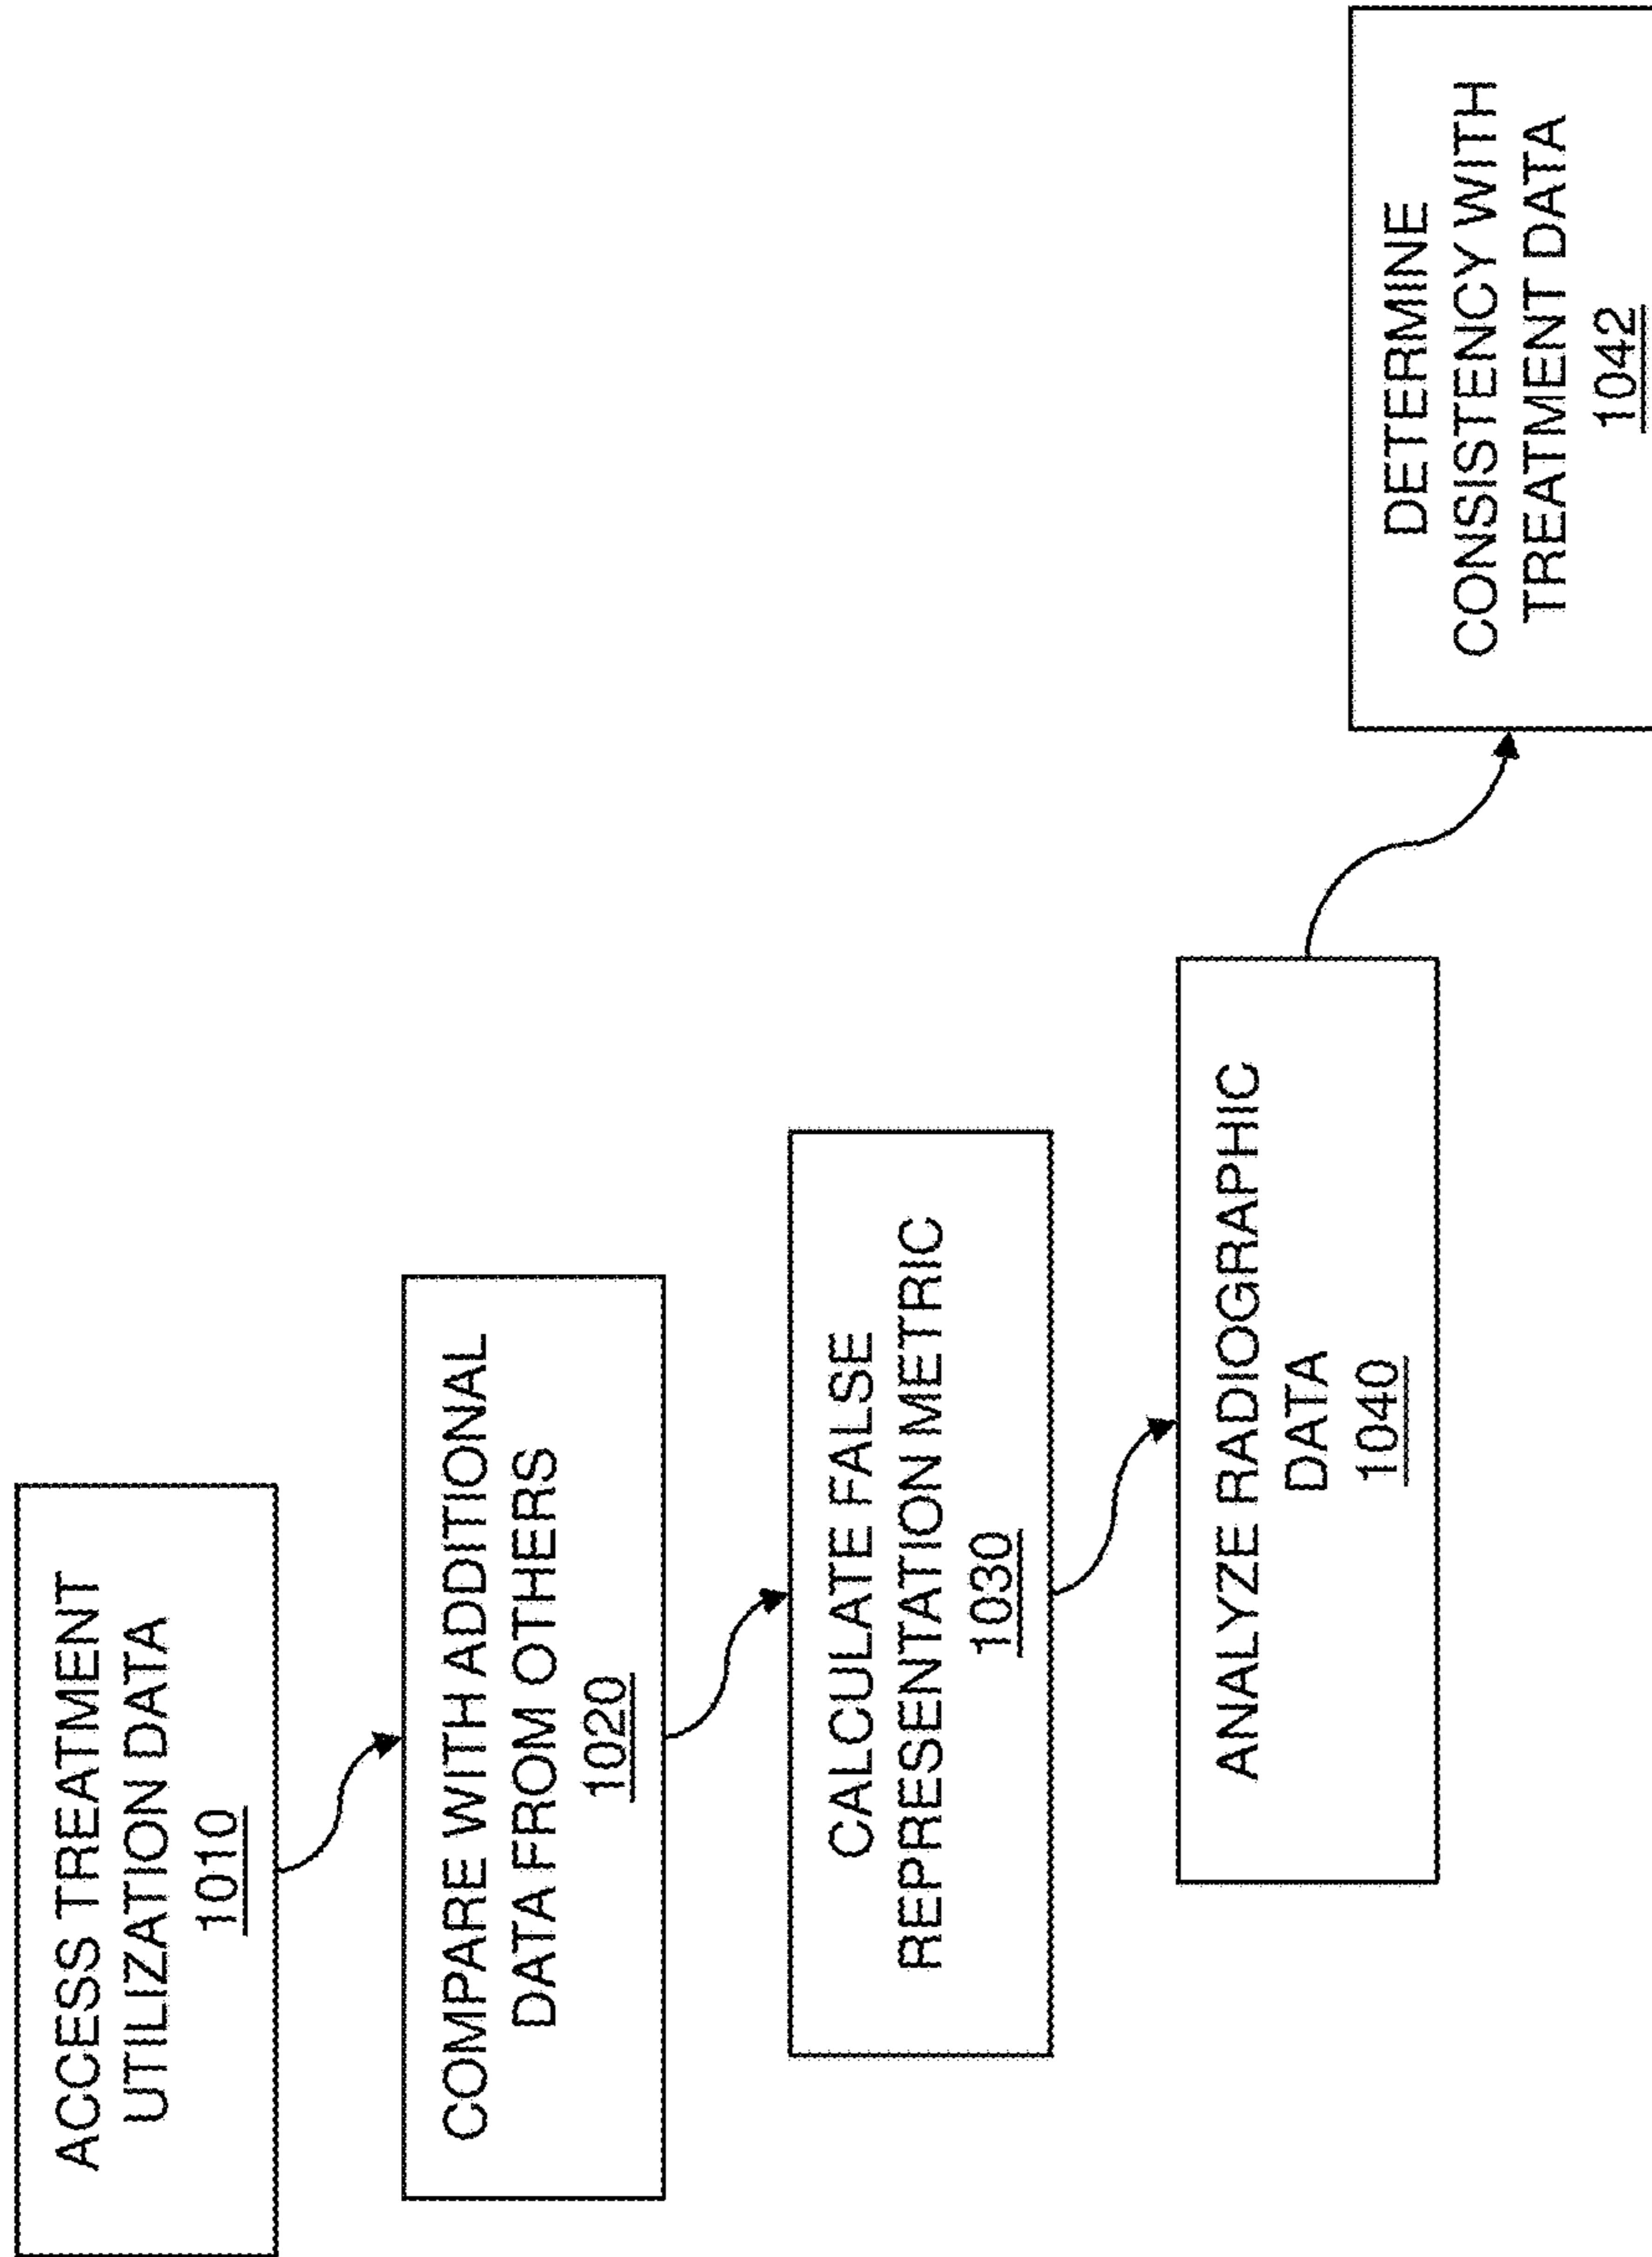 ACCESS TREATMENT
UTILIZATION DATA
1010
COMPARE WITH ADDITIONAL
DATA FROM OTHERS
1020
CALCULATE FALSE
REPRESENTATION METRIC
1030
ANALYZE RADIOGRAPHIC
DATA
1040
DETERMINE
CONSISTENCY WITH
TREATMENT DATA
1042